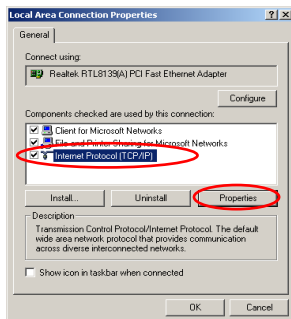 Local Area Connection Properties
General
Connect using:
Realtek RTL8139(A) PCI Fast Ethernet Adapter
Configure
Components checked are used by this connection:
Client for Microsoft Networks
File and Printer Sharing for Microsoft Networks
Internet Protocol (TCP/IP)
Install...
Uninstall
Properties
Description
Transmission Control Protocol/Internet Protocol. The default
wide area network protocol that provides communication
across diverse interconnected networks.
Show icon in taskbar when connected
OK
Cancel